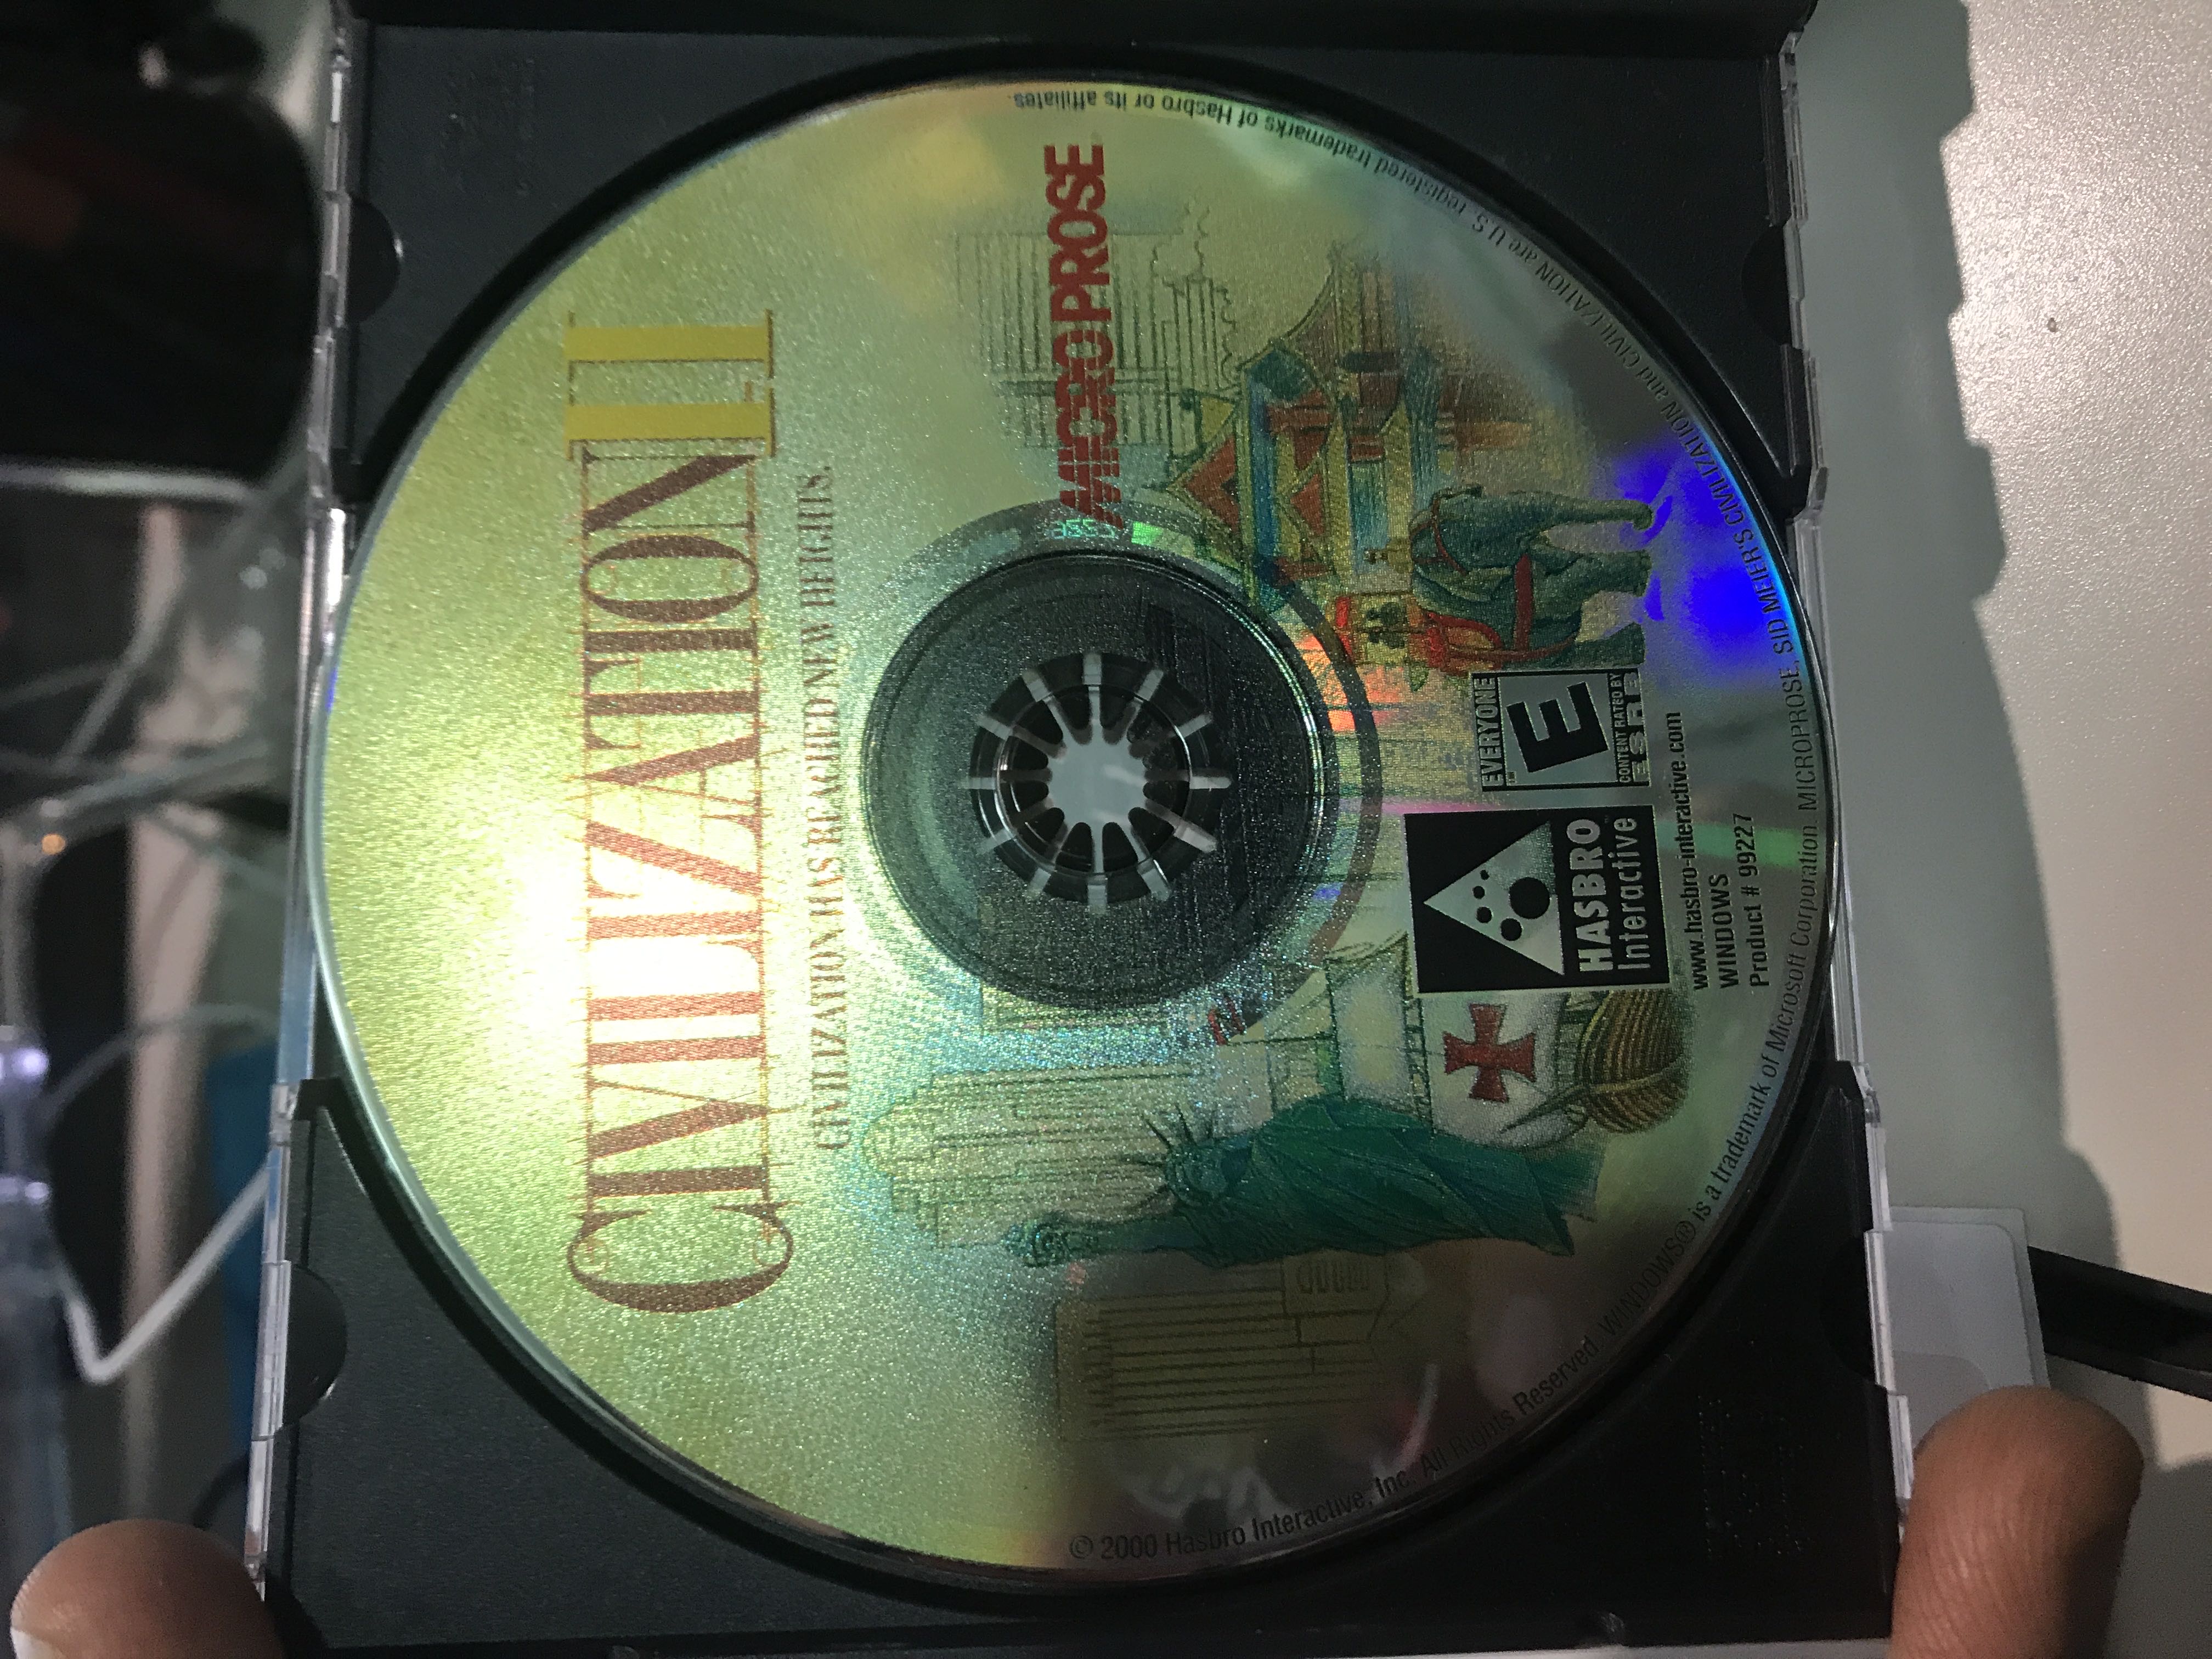 CIVILIZATION II
CIVILIZATION HAS REACHED NEW HEIGHTS.
MICROPROSE
EVERYONE
E
™
CONTENT RATED BY
ESRB
HASBRO
Interactive
www.hasbro-interactive.com
WINDOWS
Product # 99227
© 2000 Hasbro Interactive, Inc. All Rights Reserved. WINDOWS® is a trademark of Microsoft Corporation. MICROPROSE, SID MEIER'S CIVILIZATION and CIVILIZATION are U.S. registered trademarks of Hasbro or its affiliates.